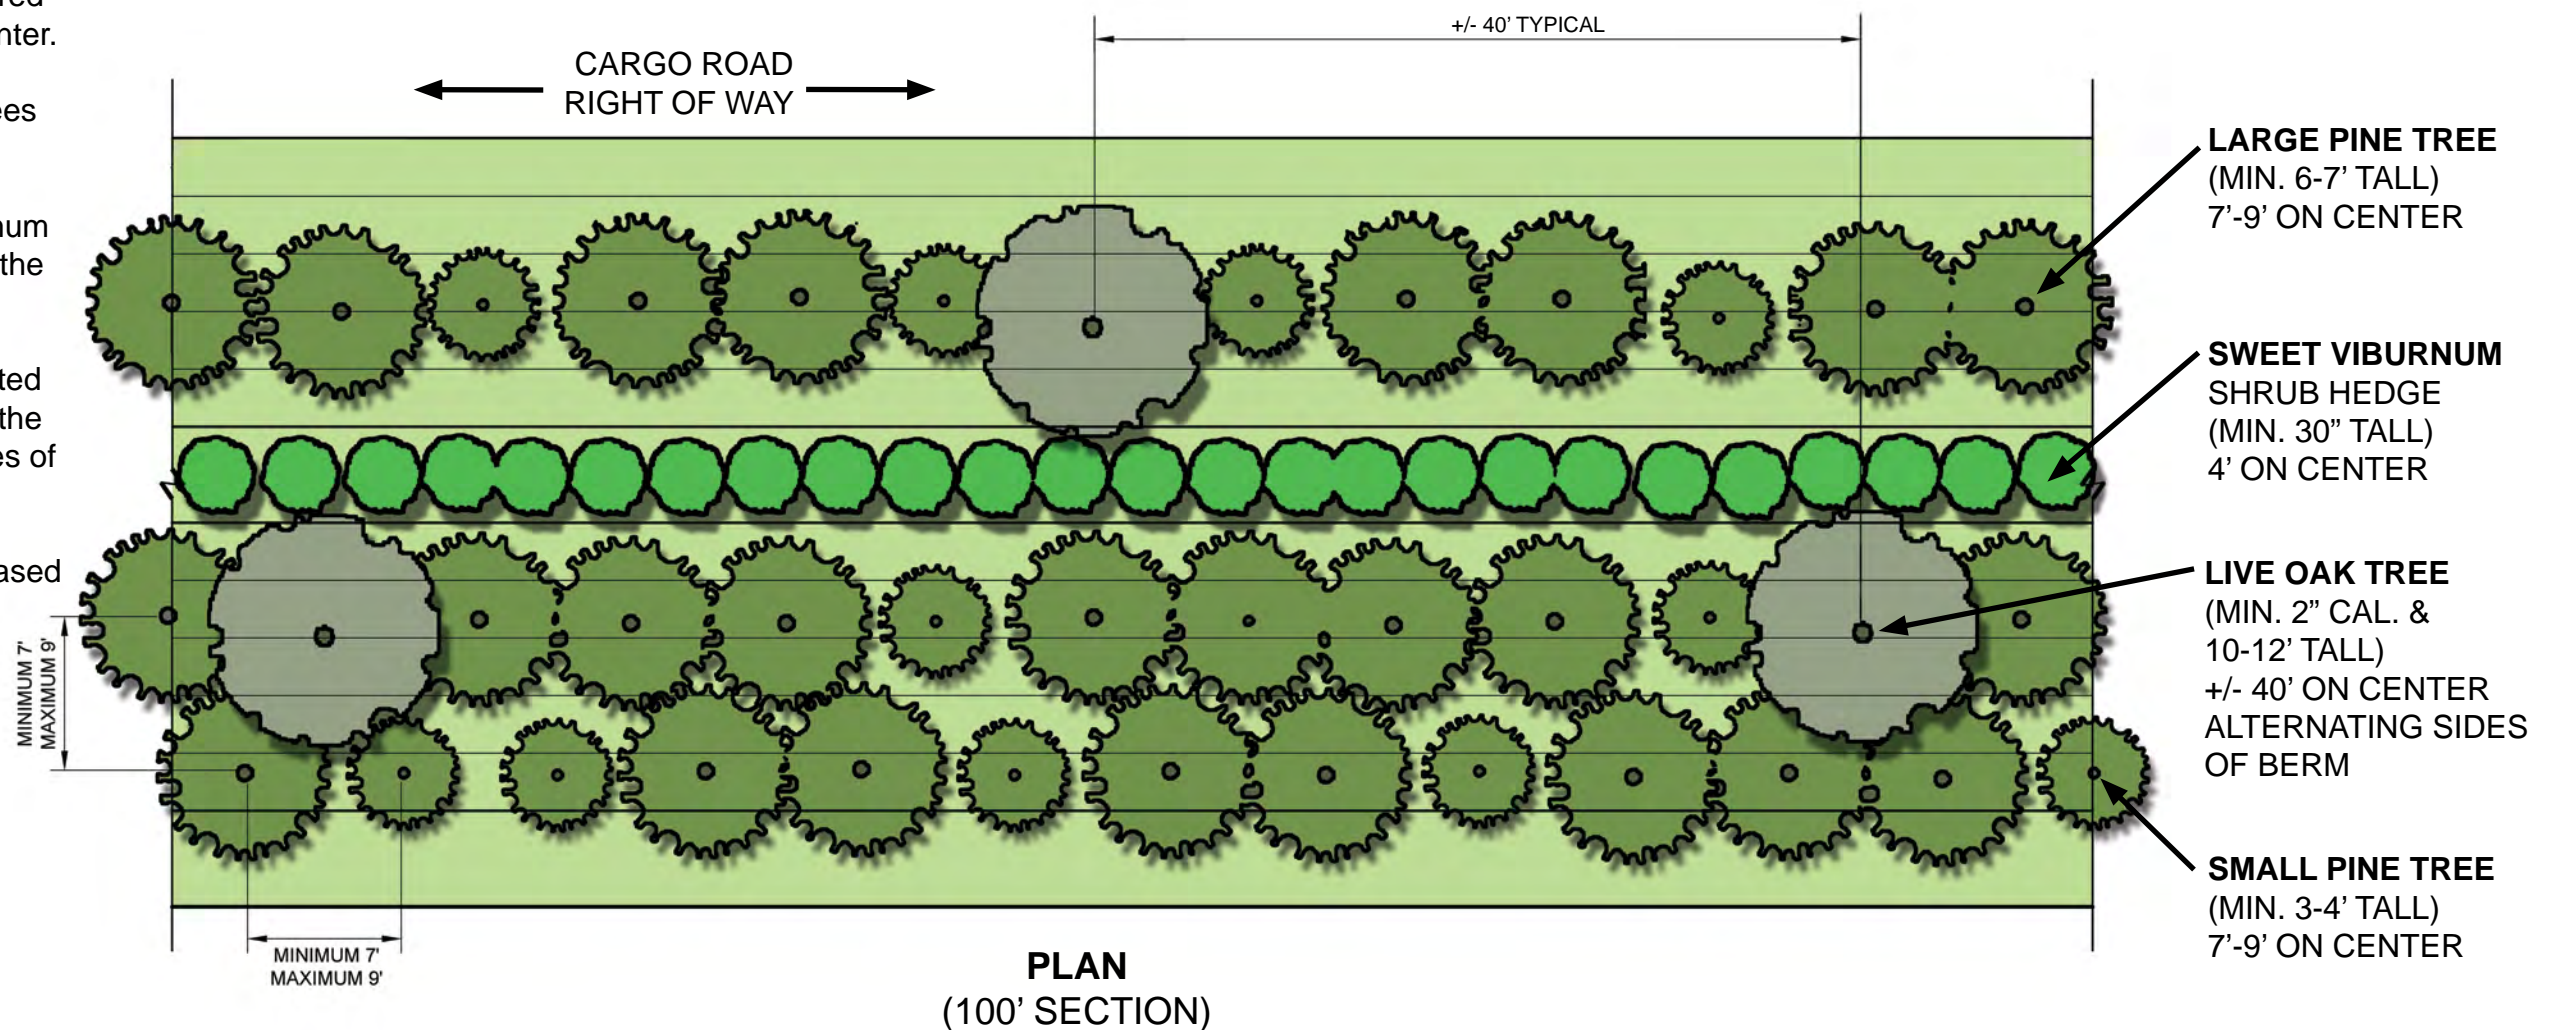 red
nter.
ees
num
the
ted
the
es of
ased
CARGO ROAD
RIGHT OF WAY
+/- 40' TYPICAL
LARGE PINE TREE
(MIN. 6-7’ TALL)
7’-9’ ON CENTER
SWEET VIBURNUM
SHRUB HEDGE
(MIN. 30” TALL)
4’ ON CENTER
LIVE OAK TREE
(MIN. 2” CAL. &
10-12’ TALL)
+/- 40’ ON CENTER
ALTERNATING SIDES
OF BERM
SMALL PINE TREE
(MIN. 3-4’ TALL)
7’-9’ ON CENTER
MINIMUM 7'
MAXIMUM 9'
MINIMUM 7'
MAXIMUM 9'
PLAN
(100’ SECTION)